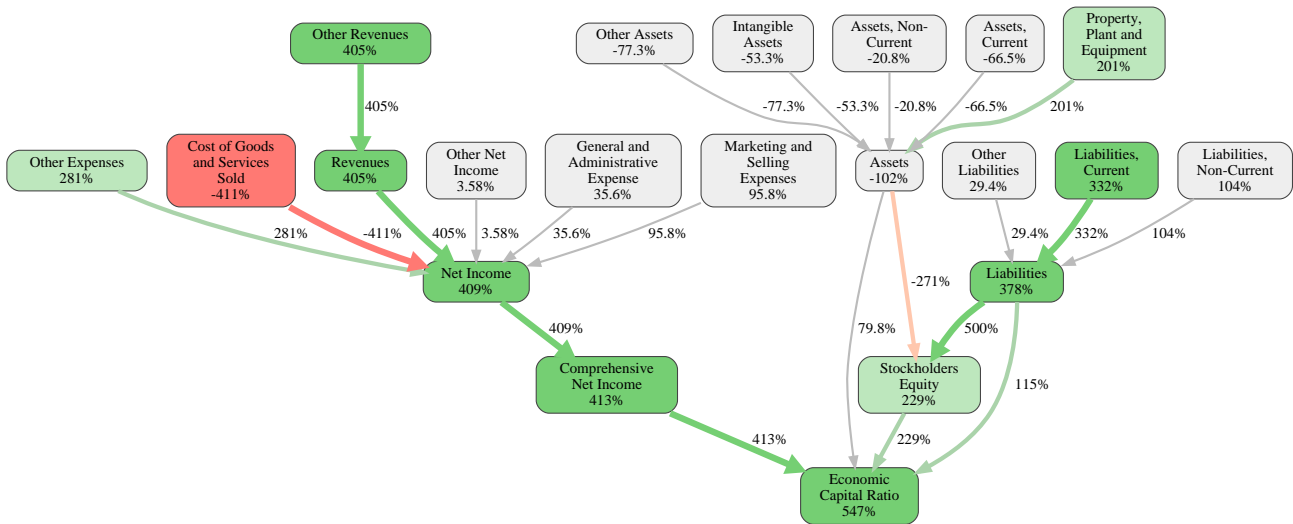 Other Revenues
405%
Other Assets
-77.3%
Intangible
Assets
-53.3%
Assets, Non-
Current
-20.8%
Assets,
Current
-66.5%
Property,
Plant and
Equipment
201%
405%
-77.3%
-53.3%
-20.8%
-66.5%
201%
Other Expenses
281%
Cost of Goods
and Services
Sold
-411%
Revenues
405%
Other Net
Income
3.58%
General and
Administrative
Expense
35.6%
Marketing and
Selling
Expenses
95.8%
Assets
-102%
Other
Liabilities
29.4%
Liabilities,
Current
332%
Liabilities,
Non-Current
104%
281%
-411%
405%
3.58%
35.6%
95.8%
29.4%
332%
104%
Net Income
409%
-271%
Liabilities
378%
409%
79.8%
500%
Comprehensive
Net Income
413%
Stockholders
Equity
229%
115%
413%
229%
Economic
Capital Ratio
547%